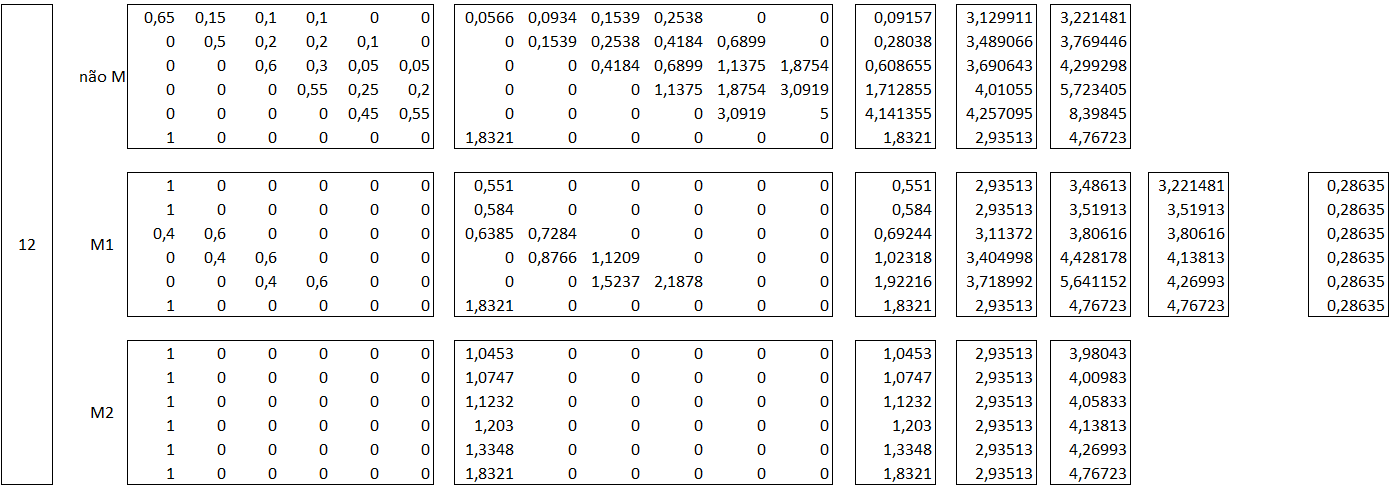 0,65 0,15 0,1 0,1 0 0 0,0566 0,0934 0,1539 0,2538 0 0 0,09157 3,129911 3,221481
0 0,5 0,2 0,2 0,1 0 0 0,1539 0,2538 0,4184 0,6899 0 0,28038 3,489066 3,769446
não M 0 0 0,6 0,3 0,05 0,05 0 0 0,4184 0,6899 1,1375 1,8754 0,608655 3,690643 4,299298
0 0 0 0,55 0,25 0,2 0 0 0 1,1375 1,8754 3,0919 1,712855 4,01055 5,723405
0 0 0 0 0,45 0,55 0 0 0 0 3,0919 5 4,141355 4,257095 8,39845
1 0 0 0 0 0 1,8321 0 0 0 0 0 1,8321 2,93513 4,76723
1 0 0 0 0 0 0,551 0 0 0 0 0 0,551 2,93513 3,48613 3,221481 0,28635
1 0 0 0 0 0 0,584 0 0 0 0 0 0,584 2,93513 3,51913 3,51913 0,28635
12 M1 0,4 0,6 0 0 0 0 0,6385 0,7284 0 0 0 0 0,69244 3,11372 3,80616 3,80616 0,28635
0 0,4 0,6 0 0 0 0 0,8766 1,1209 0 0 0 1,02318 3,404998 4,428178 4,13813 0,28635
0 0 0,4 0,6 0 0 0 0 1,5237 2,1878 0 0 1,92216 3,718992 5,641152 4,26993 0,28635
1 0 0 0 0 0 1,8321 0 0 0 0 0 1,8321 2,93513 4,76723 4,76723 0,28635
1 0 0 0 0 0 1,0453 0 0 0 0 0 1,0453 2,93513 3,98043
1 0 0 0 0 0 1,0747 0 0 0 0 0 1,0747 2,93513 4,00983
M2 1 0 0 0 0 0 1,1232 0 0 0 0 0 1,1232 2,93513 4,05833
1 0 0 0 0 0 1,203 0 0 0 0 0 1,203 2,93513 4,13813
1 0 0 0 0 0 1,3348 0 0 0 0 0 1,3348 2,93513 4,26993
1 0 0 0 0 0 1,8321 0 0 0 0 0 1,8321 2,93513 4,76723